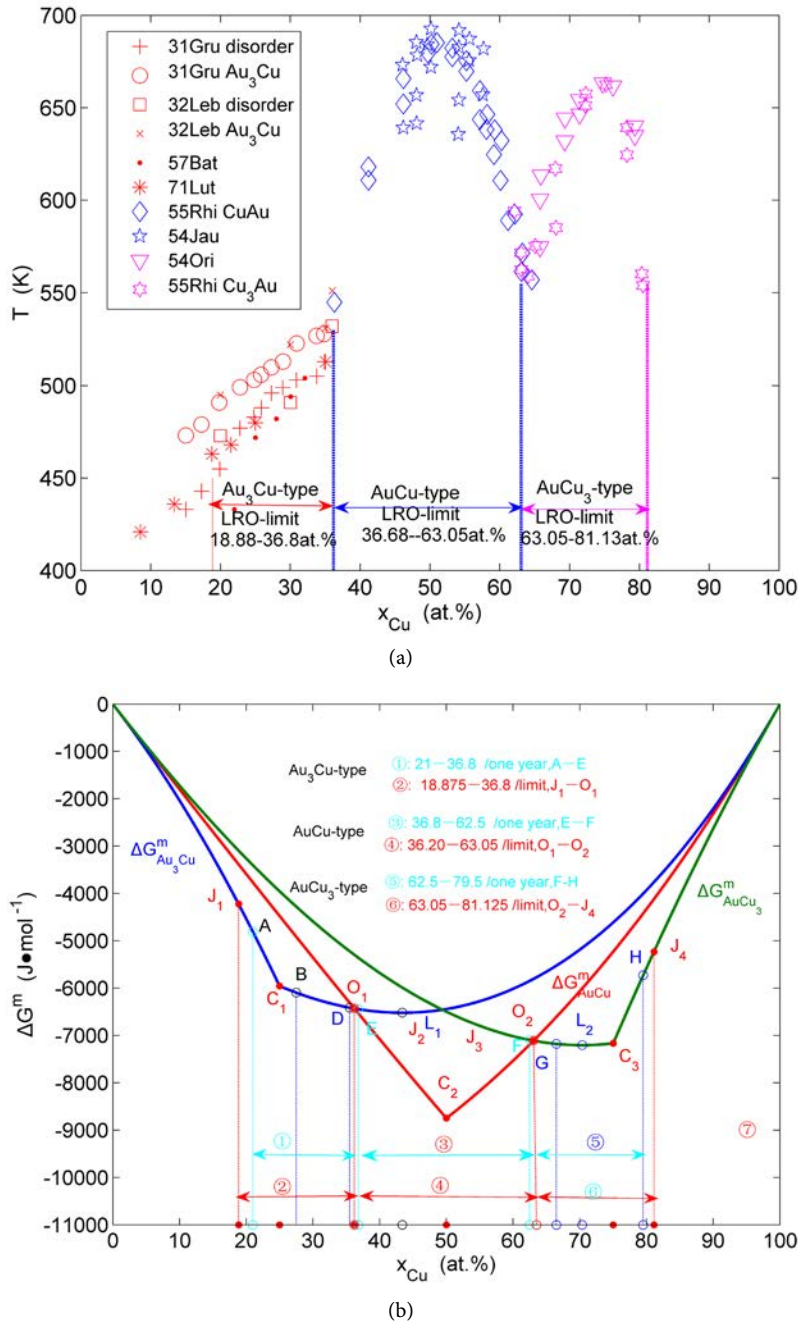 700
650
600
550
500
450
400
T (K)
31Gru disorder
31Gru Au3Cu
32Leb disorder
32Leb Au3Cu
57Bat
71Lut
55Rhi CuAu
54Jau
54Ori
55Rhi Cu3Au
Au3Cu-type
LRO-limit
18.88-36.8at.%
AuCu-type
LRO-limit
36.68--63.05at.%
AuCu3-type
LRO-limit
63.05-81.13at.%
0 10 20 30 40 50 60 70 80 90 100
xCu (at.%)
(a)
0
-1000
-2000
-3000
-4000
-5000
-6000
-7000
-8000
-9000
-10000
-11000
ΔGm (J●mol-1)
Au3Cu-type
①: 21−36.8 /one year,A−E
②: 18.875−36.8 /limit,J1−O1
AuCu-type
③: 36.8−62.5 /one year,E−F
④: 36.20−63.05 /limit,O1−O2
AuCu3-type
⑤: 62.5−79.5 /one year,F-H
⑥: 63.05−81.125 /limit,O2−J4
ΔGmAu3Cu
ΔGmAuCu3
J1
A
B
C1
O1
D
E
J2
L1
J3
C2
O2
ΔGmAuCu
F
G
L2
C3
H
J4
①
③
⑤
⑦
②
④
⑥
0 10 20 30 40 50 60 70 80 90 100
xCu (at.%)
(b)